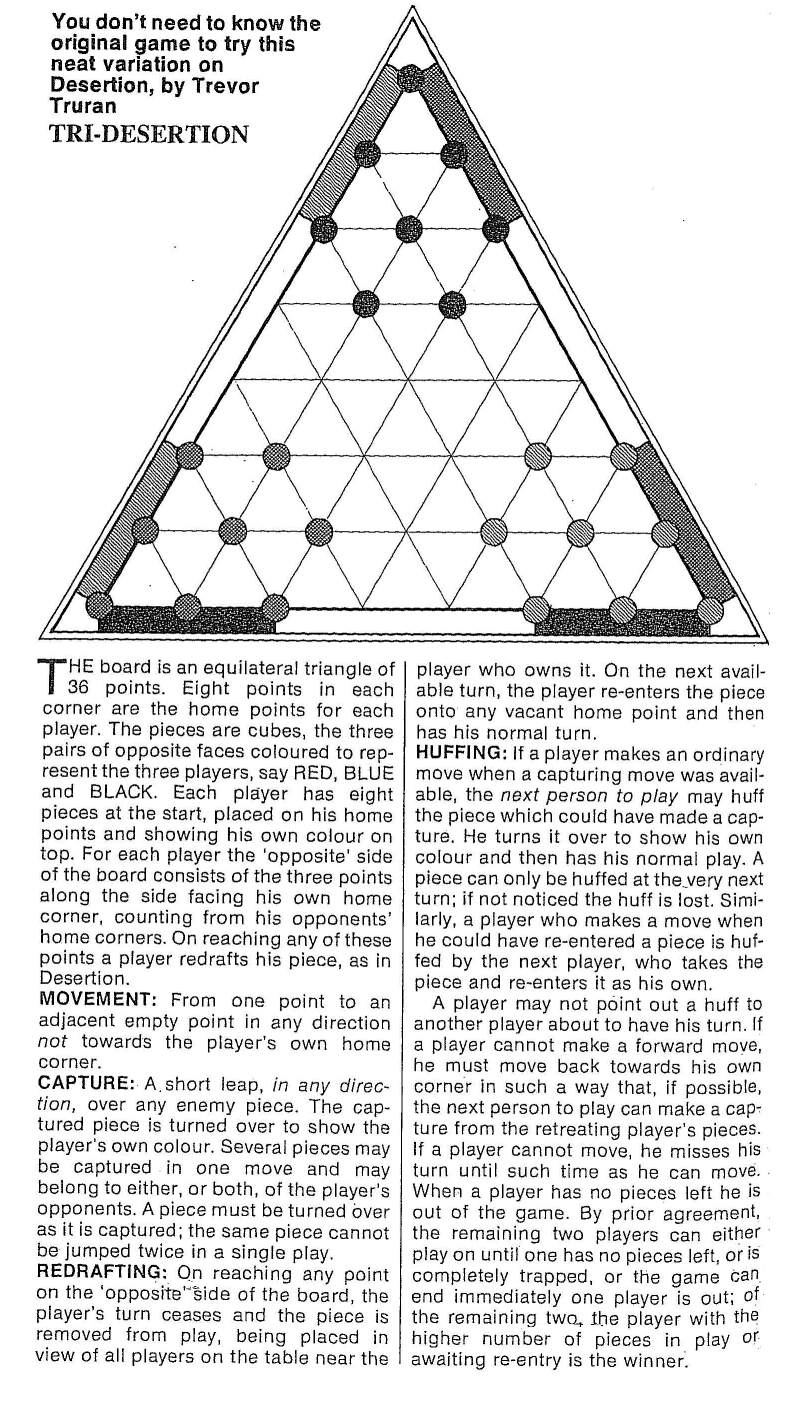 You don't need to know the
original game to try this
neat variation on
Desertion, by Trevor
Truran
TRI-DESERTION
THE board is an equilateral triangle of
36 points. Eight points in each
corner are the home points for each
player. The pieces are cubes, the three
pairs of opposite faces coloured to rep-
resent the three players, say RED, BLUE
and BLACK. Each player has eight
pieces at the start, placed on his home
points and showing his own colour on
top. For each player the 'opposite' side
of the board consists of the three points
along the side facing his own home
corner, counting from his opponents'
home corners. On reaching any of these
points a player redrafts his piece, as in
Desertion.
MOVEMENT: From one point to an
adjacent empty point in any direction
not towards the player's own home
corner.
CAPTURE: A short leap, in any direc-
tion, over any enemy piece. The cap-
tured piece is turned over to show the
player's own colour. Several pieces may
be captured in one move and may
belong to either, or both, of the player's
opponents. A piece must be turned over
as it is captured; the same piece cannot
be jumped twice in a single play.
REDRAFTING: On reaching any point
on the 'opposite' side of the board, the
player's turn ceases and the piece is
removed from play, being placed in
view of all players on the table near the
player who owns it. On the next avail-
able turn, the player re-enters the piece
onto any vacant home point and then
has his normal turn.
HUFFING: If a player makes an ordinary
move when a capturing move was avail-
able, the next person to play may huff
the piece which could have made a cap-
ture. He turns it over to show his own
colour and then has his normal play. A
piece can only be huffed at the very next
turn; if not noticed the huff is lost. Simi-
larly, a player who makes a move when
he could have re-entered a piece is huf-
fed by the next player, who takes the
piece and re-enters it as his own.
A player may not point out a huff to
another player about to have his turn. If
a player cannot make a forward move,
he must move back towards his own
corner in such a way that, if possible,
the next person to play can make a cap-
ture from the retreating player's pieces.
If a player cannot move, he misses his
turn until such time as he can move.
When a player has no pieces left he is
out of the game. By prior agreement,
the remaining two players can either
play on until one has no pieces left, or is
completely trapped, or the game can
end immediately one player is out; of
the remaining two, the player with the
higher number of pieces in play or
awaiting re-entry is the winner.